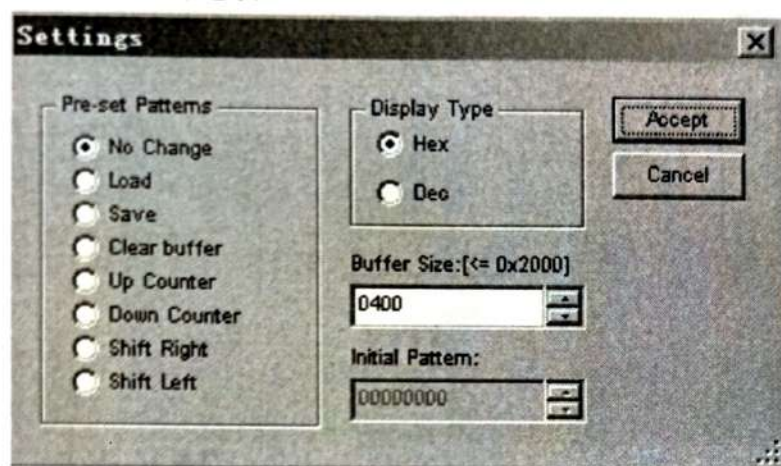 Settings
Pre-set Patterns
No Change
Load
Save
Clear buffer
Up Counter
Down Counter
Shift Right
Shift Left
Display Type
Hex
Dec
Buffer Size:[<= 0x2000]
0400
Initial Pattern:
00000000
Accept
Cancel